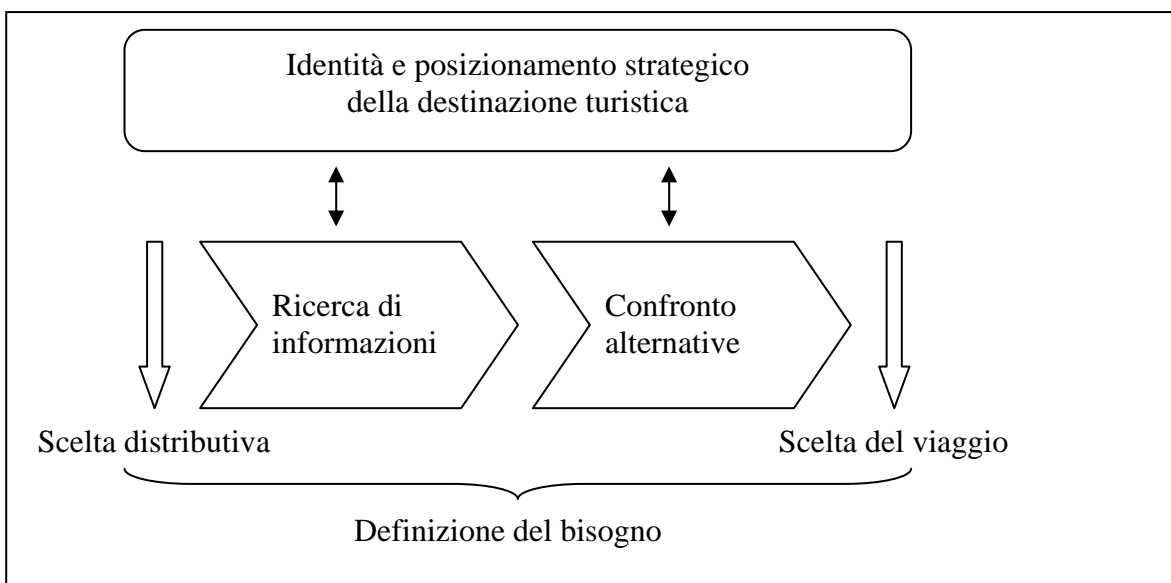 Identità e posizionamento strategico
della destinazione turistica
Ricerca di
informazioni
Confronto
alternative
Scelta distributiva
Scelta del viaggio
Definizione del bisogno